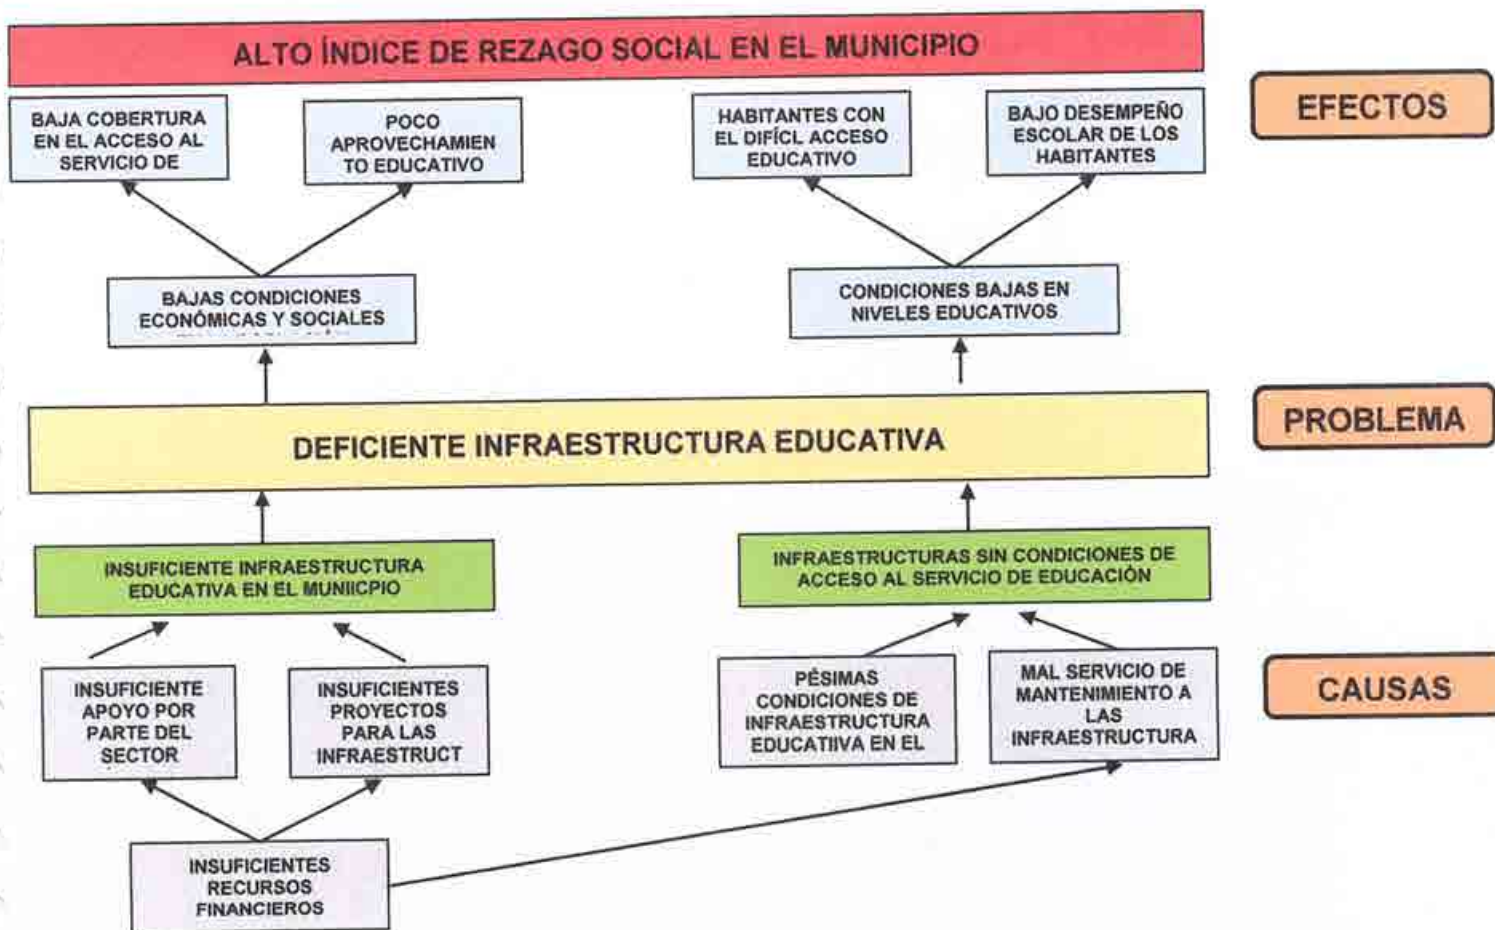 ALTO ÍNDICE DE REZAGO SOCIAL EN EL MUNICIPIO
BAJA COBERTURA
EN EL ACCESO AL
SERVICIO DE
POCO
APROVECHAMIEN
TO EDUCATIVO
HABITANTES CON
EL DIFÍCL ACCESO
EDUCATIVO
BAJO DESEMPEÑO
ESCOLAR DE LOS
HABITANTES
EFECTOS
BAJAS CONDICIONES
ECONÓMICAS Y SOCIALES
CONDICIONES BAJAS EN
NIVELES EDUCATIVOS
DEFICIENTE INFRAESTRUCTURA EDUCATIVA
PROBLEMA
INSUFICIENTE INFRAESTRUCTURA
EDUCATIVA EN EL MUNIICPIO
INFRAESTRUCTURAS SIN CONDICIONES DE
ACCESO AL SERVICIO DE EDUCACIÓN
INSUFICIENTE
APOYO POR
PARTE DEL
SECTOR
INSUFICIENTES
PROYECTOS
PARA LAS
INFRAESTRUCT
PÉSIMAS
CONDICIONES DE
INFRAESTRUCTURA
EDUCATIIVA EN EL
MAL SERVICIO DE
MANTENIMIENTO A
LAS
INFRAESTRUCTURA
CAUSAS
INSUFICIENTES
RECURSOS
FINANCIEROS